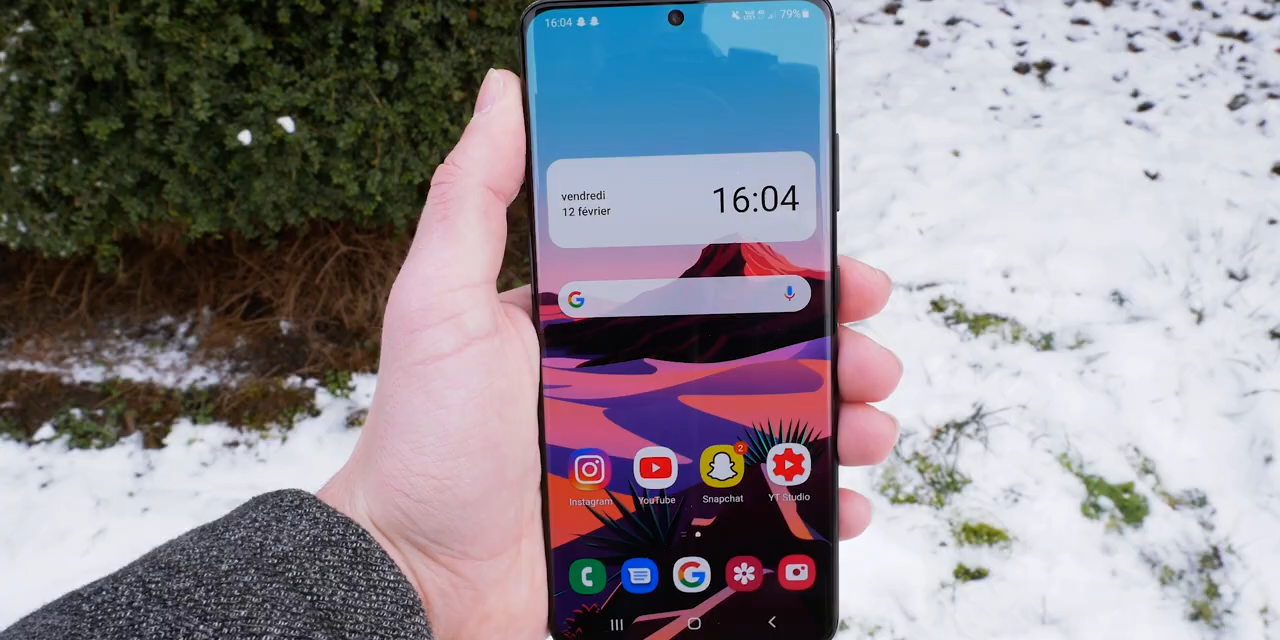 16:04
79%
vendredi
12 février
16:04
2
Instagram
YouTube
Snapchat
YT Studio